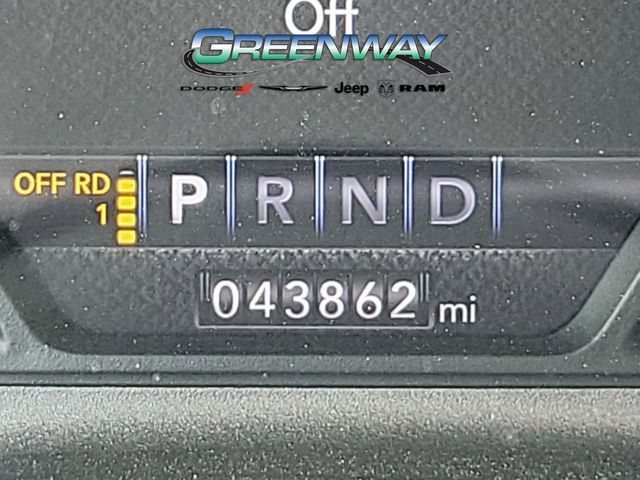 Off
GREENWAY
DODGE Jeep RAM
OFF RD
1
P R N D
043862 mi